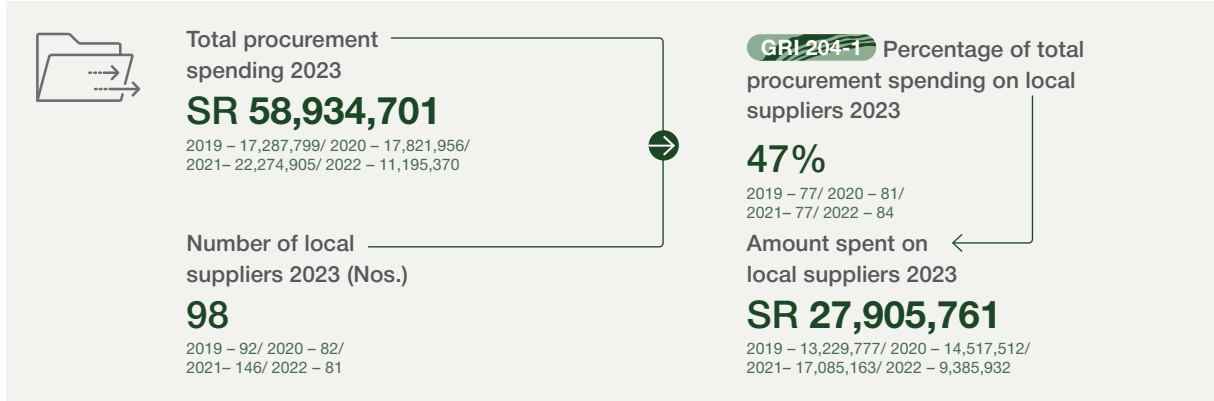 Total procurement
spending 2023
SR 58,934,701
2019 – 17,287,799/ 2020 – 17,821,956/
2021– 22,274,905/ 2022 – 11,195,370
Number of local
suppliers 2023 (Nos.)
98
2019 – 92/ 2020 – 82/
2021– 146/ 2022 – 81
GRI 204-1 Percentage of total
procurement spending on local
suppliers 2023
47%
2019 – 77/ 2020 – 81/
2021– 77/ 2022 – 84
Amount spent on
local suppliers 2023
SR 27,905,761
2019 – 13,229,777/ 2020 – 14,517,512/
2021– 17,085,163/ 2022 – 9,385,932